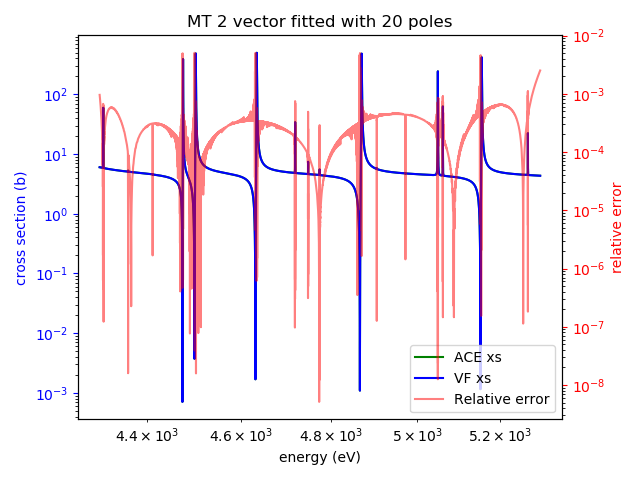 MT 2 vector fitted with 20 poles
cross section (b)
10²
10¹
10⁰
10⁻¹
10⁻²
10⁻³
10⁻²
10⁻³
10⁻⁴
10⁻⁵
10⁻⁶
10⁻⁷
10⁻⁸
relative error
ACE xs
VF xs
Relative error
4.4 × 10³ 4.6 × 10³ 4.8 × 10³ 5 × 10³ 5.2 × 10³
energy (eV)